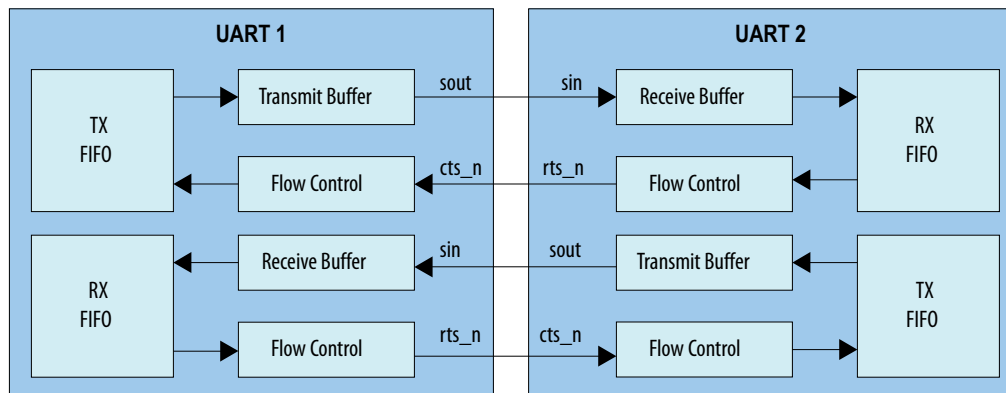 UART 1
UART 2
TX
FIFO
Transmit Buffer
sout
sin
Receive Buffer
RX
FIFO
Flow Control
cts_n
rts_n
Flow Control
RX
FIFO
Receive Buffer
sin
sout
Transmit Buffer
TX
FIFO
Flow Control
rts_n
cts_n
Flow Control